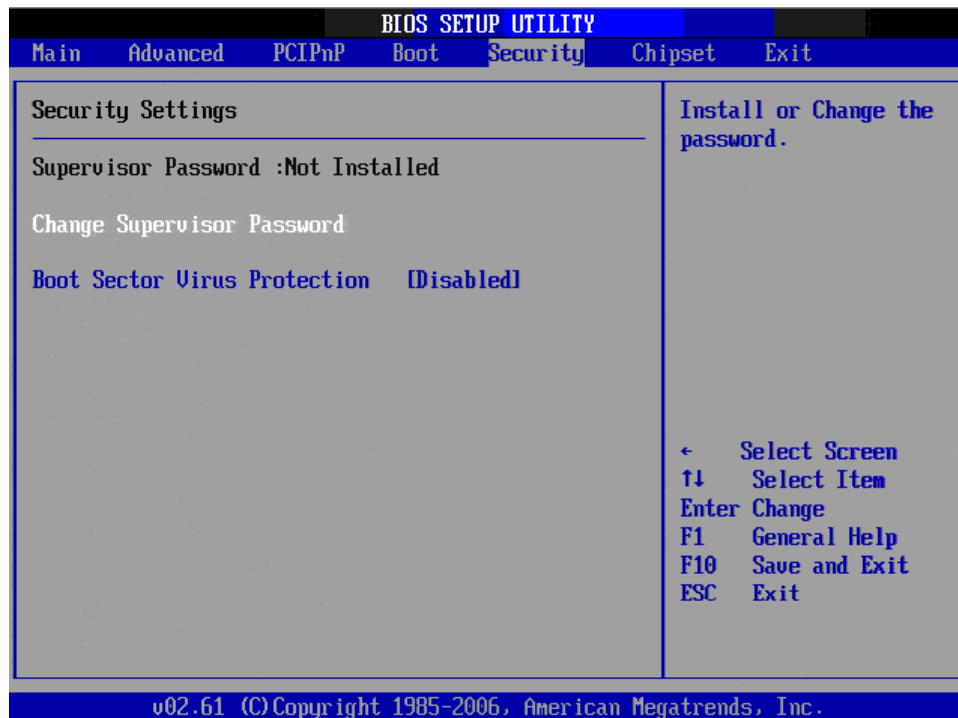 BIOS SETUP UTILITY
Main Advanced PCIPnP Boot Security Chipset Exit
Security Settings
Supervisor Password :Not Installed
Change Supervisor Password
Boot Sector Virus Protection [Disabled]
Install or Change the
password.
← Select Screen
↑↓ Select Item
Enter Change
F1 General Help
F10 Save and Exit
ESC Exit
v02.61 (C)Copyright 1985-2006, American Megatrends, Inc.